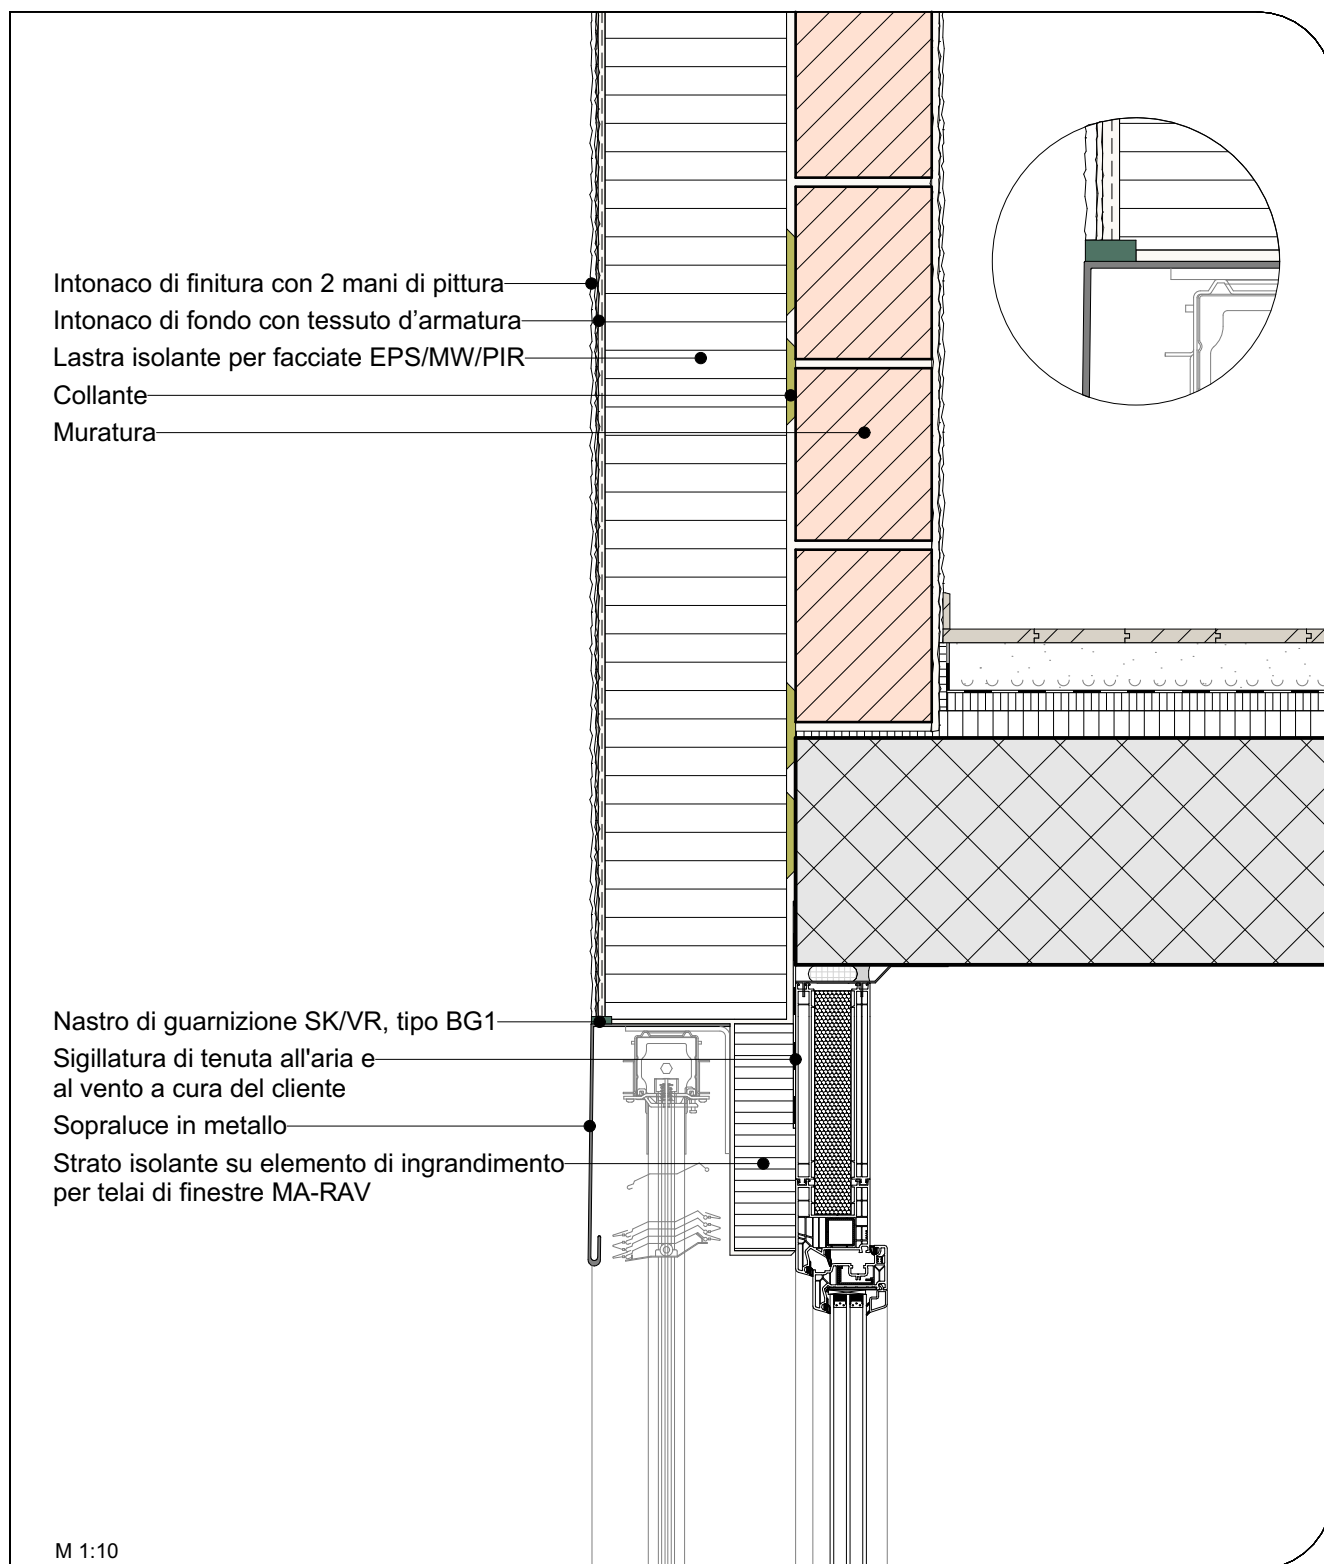 Intonaco di finitura con 2 mani di pittura
Intonaco di fondo con tessuto d'armatura
Lastra isolante per facciate EPS/MW/PIR
Collante
Muratura
Nastro di guarnizione SK/VR, tipo BG1
Sigillatura di tenuta all'aria e
al vento a cura del cliente
Sopraluce in metallo
Strato isolante su elemento di ingrandimento
per telai di finestre MA-RAV
M 1:10